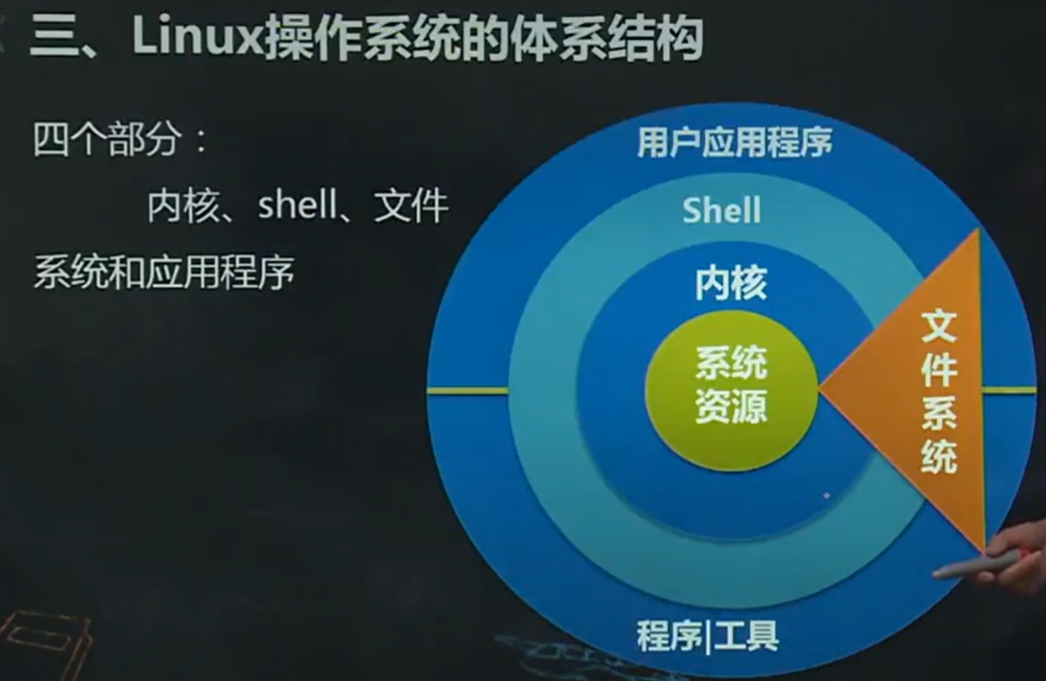 三、Linux操作系统的体系结构
四个部分：
内核、shell、文件
系统和应用程序
用户应用程序
Shell
内核
系统
资源
文
件
系
统
程序|工具